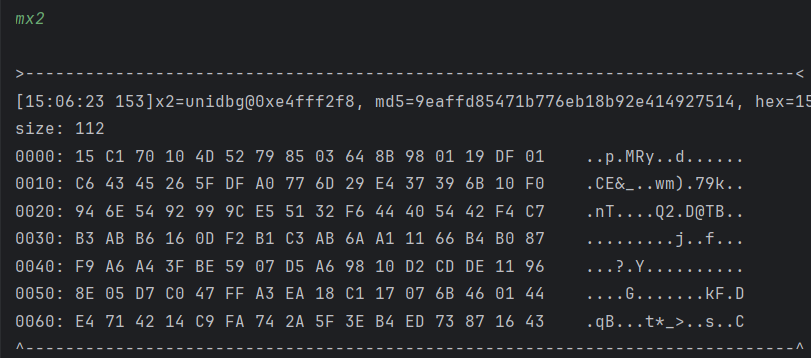 mx2
>-----------------------------------------------------------------------------<
[15:06:23 153]x2=unidbg@0xe4fff2f8, md5=9eaffd85471b776eb18b92e414927514, hex=15
size: 112
0000: 15 C1 70 10 4D 52 79 85 03 64 8B 98 01 19 DF 01    ..p.MRy..d......
0010: C6 43 45 26 5F DF A0 77 6D 29 E4 37 39 6B 10 F0    .CE&_..wm).79k..
0020: 94 6E 54 92 99 9C E5 51 32 F6 44 40 54 42 F4 C7    .nT....Q2.D@TB..
0030: B3 AB B6 16 0D F2 B1 C3 AB 6A A1 11 66 B4 B0 87    .........j..f...
0040: F9 A6 A4 3F BE 59 07 D5 A6 98 10 D2 CD DE 11 96    ...?.Y..........
0050: 8E 05 D7 C0 47 FF A3 EA 18 C1 17 07 6B 46 01 44    ....G.......kF.D
0060: E4 71 42 14 C9 FA 74 2A 5F 3E B4 ED 73 87 16 43    .qB...t*_>..s..C
^-----------------------------------------------------------------------------^